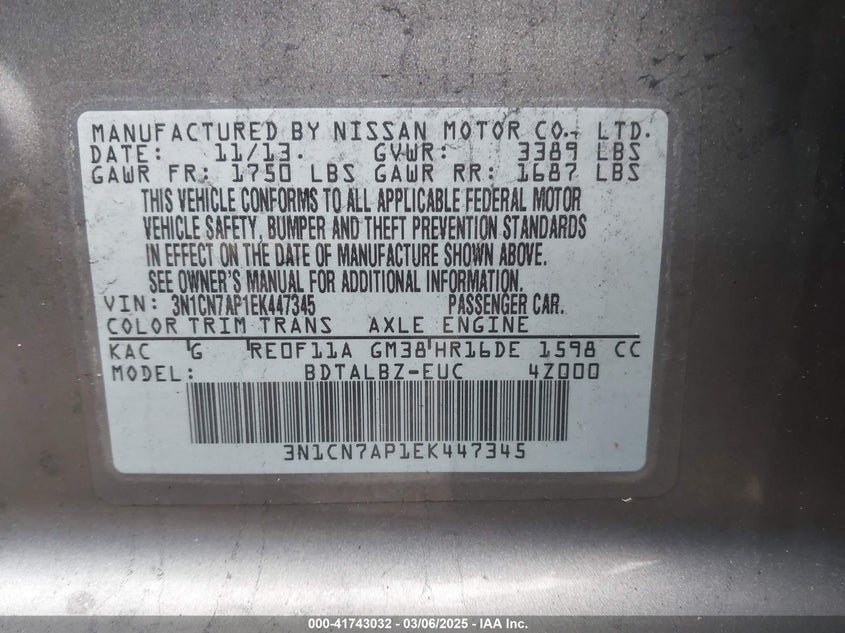 MANUFACTURED BY NISSAN MOTOR CO., LTD.
DATE: 11/13. GVWR: 3389 LBS
GAWR FR: 1750 LBS GAWR RR: 1687 LBS
THIS VEHICLE CONFORMS TO ALL APPLICABLE FEDERAL MOTOR
VEHICLE SAFETY, BUMPER AND THEFT PREVENTION STANDARDS
IN EFFECT ON THE DATE OF MANUFACTURE SHOWN ABOVE.
SEE OWNER'S MANUAL FOR ADDITIONAL INFORMATION.
VIN: 3N1CN7AP1EK447345 PASSENGER CAR.
COLOR TRIM TRANS AXLE ENGINE
KAC G RE0F11A GM38 HR16DE 1598 CC
MODEL: BDTALBZ-EUC 4Z000
3N1CN7AP1EK447345
000-41743032 - 03/06/2025 - IAA Inc.